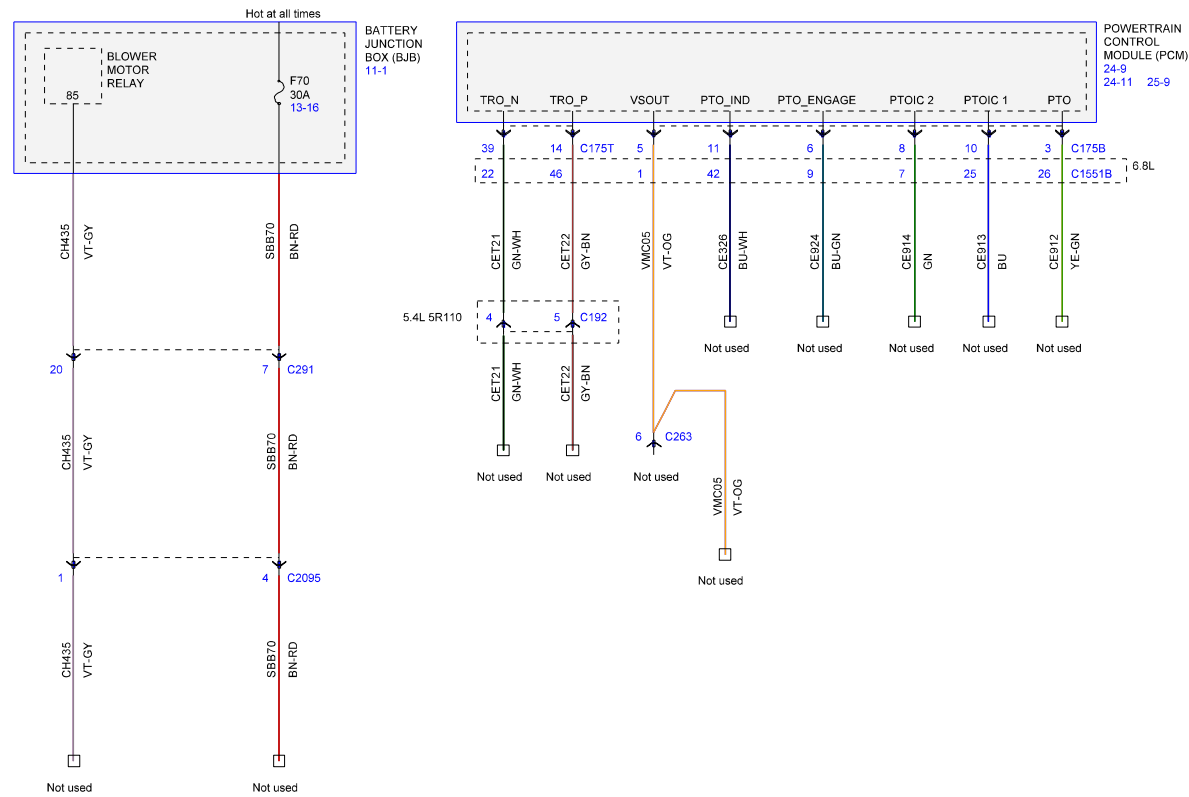 Hot at all times
BATTERY
JUNCTION
BOX (BJB)
11-1
BLOWER
MOTOR
RELAY
85
F70
30A
13-16
POWERTRAIN
CONTROL
MODULE (PCM)
24-9
24-11 25-9
TRO_N TRO_P VSOUT PTO_IND PTO_ENGAGE PTOIC 2 PTOIC 1 PTO
39 14 C175T 5 11 6 8 10 3 C175B
22 46 1 42 9 7 25 26 C1551B
6.8L
CH435 VT-GY SBB70 BN-RD
CET21 GN-WH CET22 GY-BN VMC05 VT-OG CE326 BU-WH CE924 BU-GN CE914 GN CE913 BU CE912 YE-GN
5.4L 5R110 4 5 C192
Not used Not used Not used Not used Not used
20 7 C291
CET21 GN-WH CET22 GY-BN
6 C263
CH435 VT-GY SBB70 BN-RD
Not used Not used Not used
VMC05 VT-OG
1 4 C2095
Not used
CH435 VT-GY SBB70 BN-RD
Not used Not used